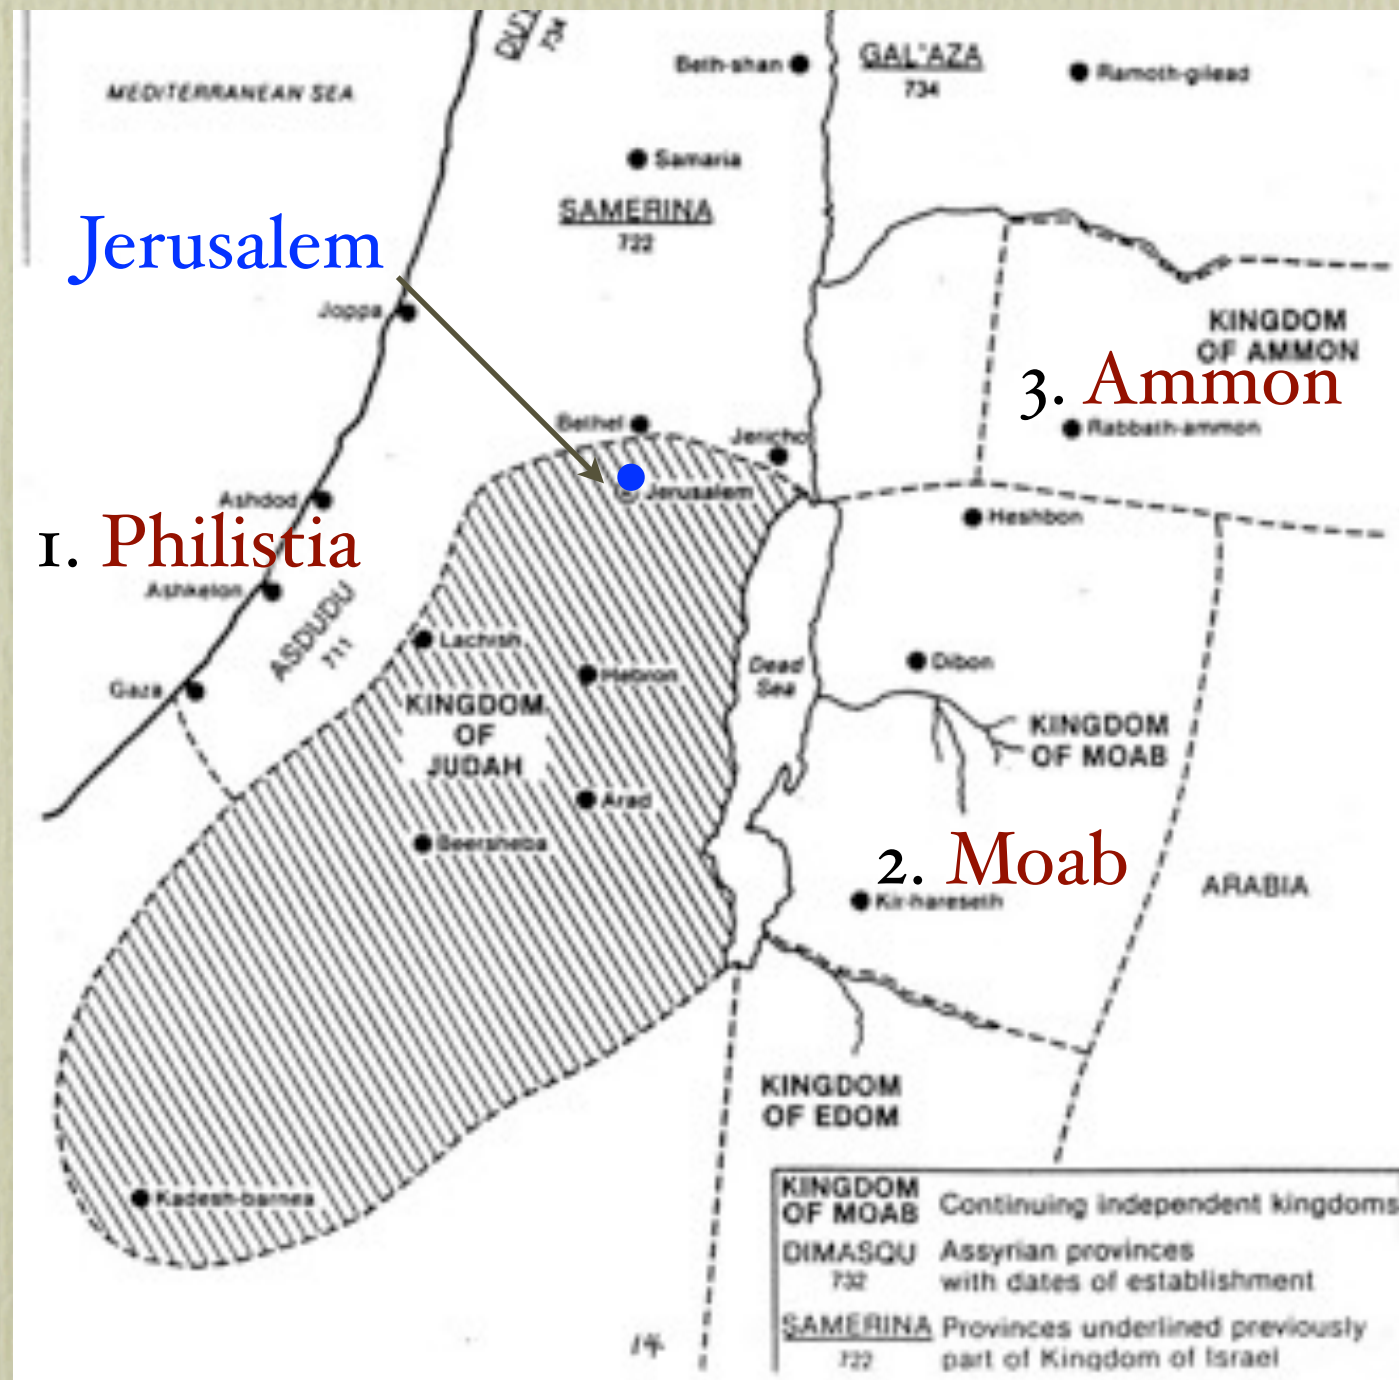 DU'
734
MEDITERRANEAN SEA
Beth-shan
GAL'AZA
734
Ramoth-gilead
Samaria
SAMERINA
722
Jerusalem
Joppa
KINGDOM
OF AMMON
3. Ammon
Rabbath-ammon
Bethel
Jericho
Jerusalem
Ashdod
Heshbon
1. Philistia
Ashkelon
ASDUDU
711
Lachish
Hebron
Dead
Sea
Dibon
Gaza
KINGDOM
OF
JUDAH
KINGDOM
OF MOAB
Arad
Beersheba
2. Moab
Kir-hareseth
ARABIA
KINGDOM
OF EDOM
Kadesh-barnea
KINGDOM
OF MOAB
Continuing independent kingdoms
DIMASQU
732
Assyrian provinces
with dates of establishment
SAMERINA
722
Provinces underlined previously
part of Kingdom of Israel